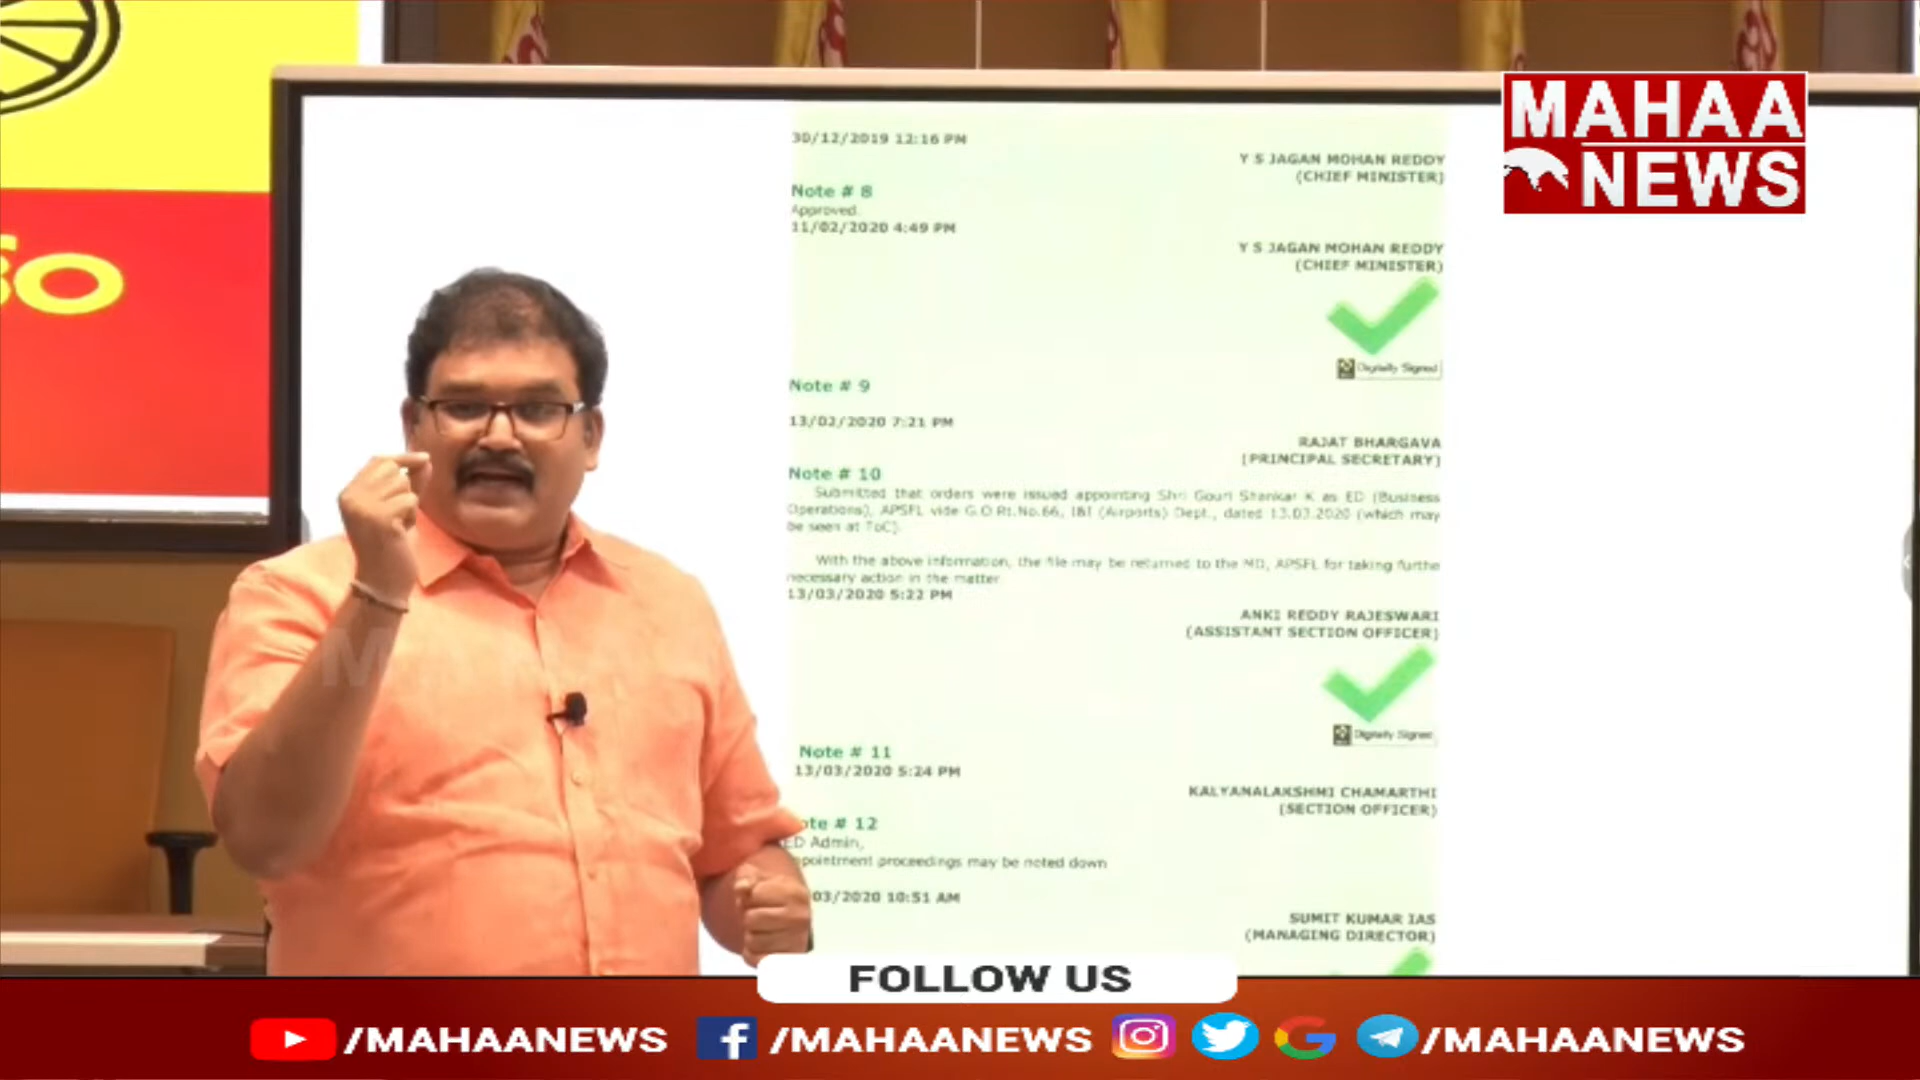 MAHAA
NEWS
30/12/2019 12:16 PM
Y S JAGAN MOHAN REDDY
(CHIEF MINISTER)
Note # 8
Approved.
11/02/2020 4:49 PM
Y S JAGAN MOHAN REDDY
(CHIEF MINISTER)
Digitally Signed
Note # 9
13/02/2020 7:21 PM
RAJAT BHARGAVA
(PRINCIPAL SECRETARY)
Note # 10
Submitted that orders were issued appointing Shri Gouri Shankar K as ED (Business
Operations), APSFL vide G.O.Rt.No.66, I&I (Airports) Dept., dated 13.03.2020 (which may
be seen at ToC).
With the above information, the file may be returned to the MD, APSFL for taking furthe
necessary action in the matter
13/03/2020 5:22 PM
ANKI REDDY RAJESWARI
(ASSISTANT SECTION OFFICER)
Digitally Signed
Note # 11
13/03/2020 5:24 PM
KALYANALAKSHMI CHAMARTHI
(SECTION OFFICER)
ote # 12
ED Admin,
ppointment proceedings may be noted down
03/2020 10:51 AM
SUMIT KUMAR IAS
(MANAGING DIRECTOR)
FOLLOW US
/MAHAANEWS /MAHAANEWS /MAHAANEWS